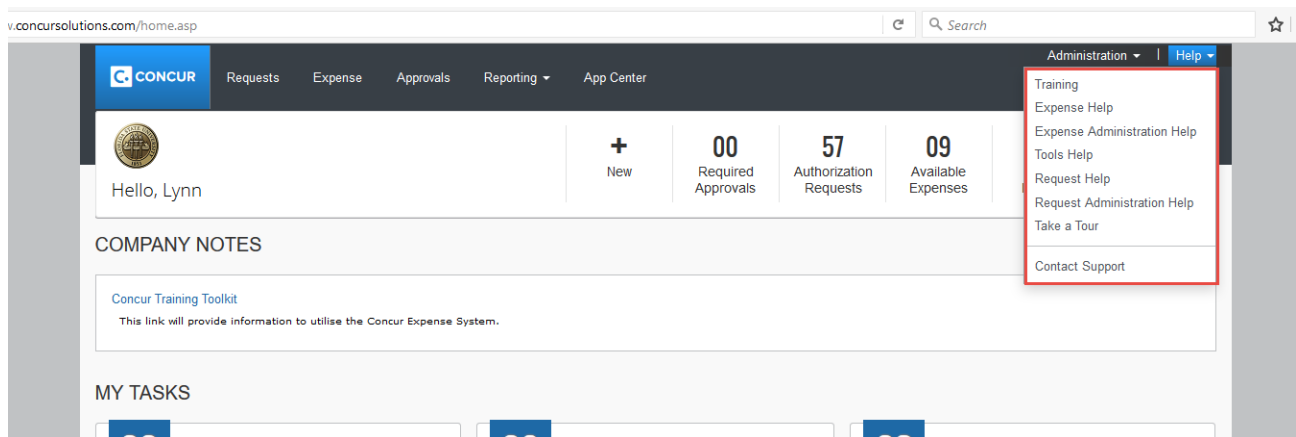 v.concursolutions.com/home.asp
Search
Administration
Help
C. CONCUR
Requests
Expense
Approvals
Reporting
App Center
Training
Expense Help
Expense Administration Help
Tools Help
Request Help
Request Administration Help
Take a Tour
Contact Support
Hello, Lynn
+
New
00
Required
Approvals
57
Authorization
Requests
09
Available
Expenses
COMPANY NOTES
Concur Training Toolkit
This link will provide information to utilise the Concur Expense System.
MY TASKS